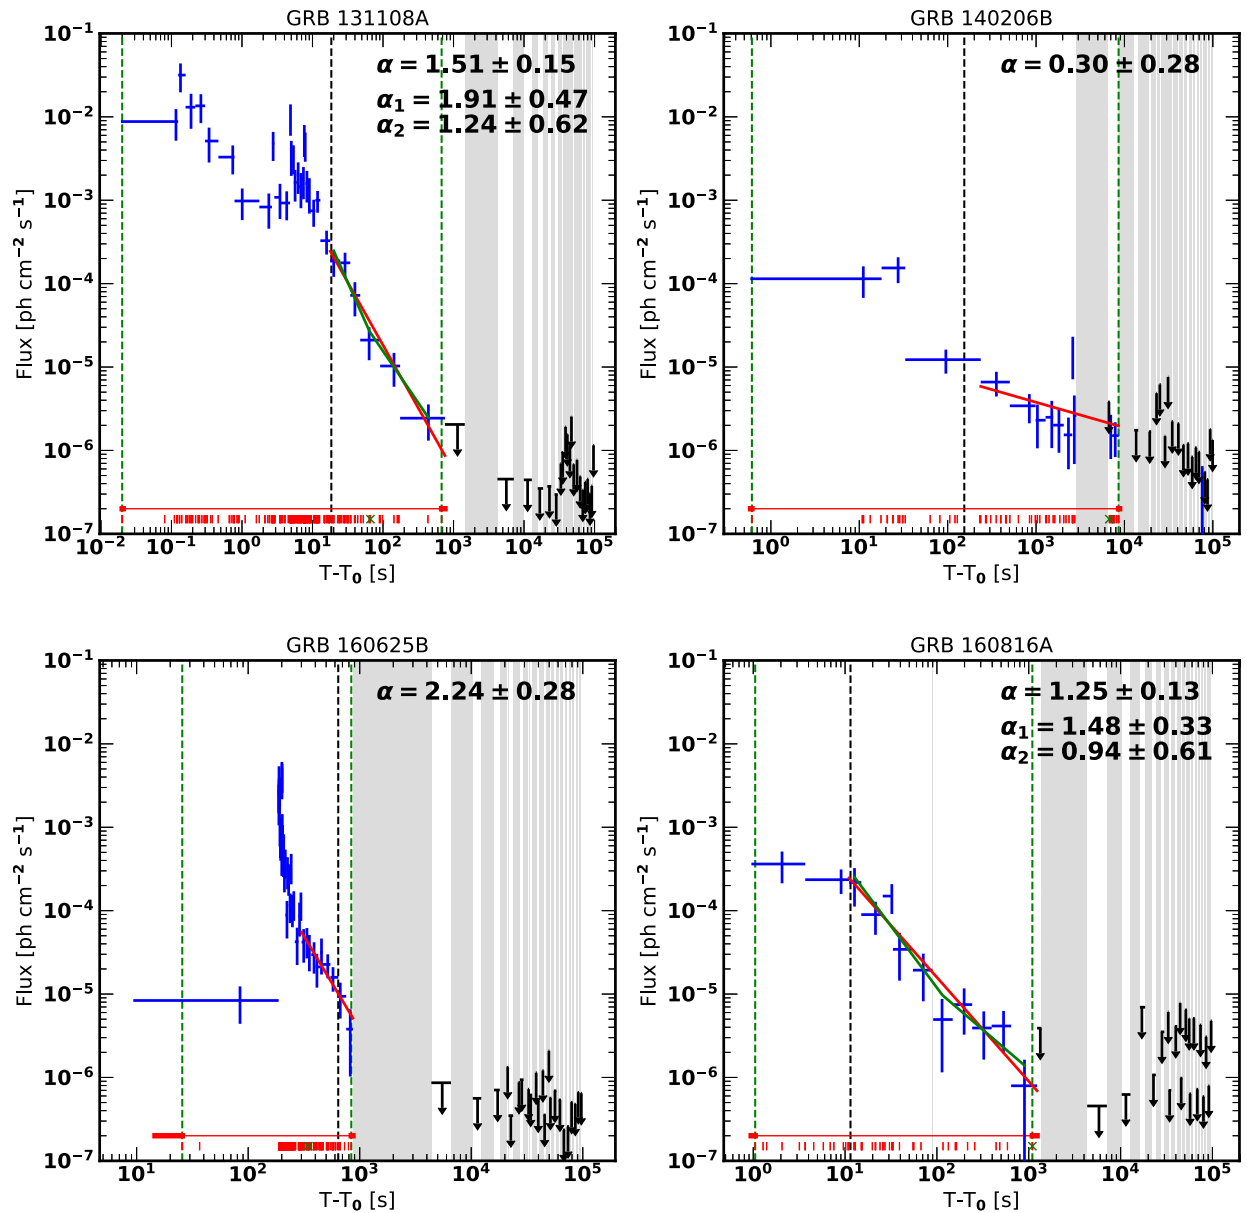 GRB 131108A
α = 1.51 ± 0.15
α₁ = 1.91 ± 0.47
α₂ = 1.24 ± 0.62
Flux [ph cm⁻² s⁻¹]
10⁻¹
10⁻²
10⁻³
10⁻⁴
10⁻⁵
10⁻⁶
10⁻⁷
10⁻² 10⁻¹ 10⁰ 10¹ 10² 10³ 10⁴ 10⁵
T-T₀ [s]
GRB 140206B
α = 0.30 ± 0.28
Flux [ph cm⁻² s⁻¹]
10⁻¹
10⁻²
10⁻³
10⁻⁴
10⁻⁵
10⁻⁶
10⁻⁷
10⁰ 10¹ 10² 10³ 10⁴ 10⁵
T-T₀ [s]
GRB 160625B
α = 2.24 ± 0.28
Flux [ph cm⁻² s⁻¹]
10⁻¹
10⁻²
10⁻³
10⁻⁴
10⁻⁵
10⁻⁶
10⁻⁷
10¹ 10² 10³ 10⁴ 10⁵
T-T₀ [s]
GRB 160816A
α = 1.25 ± 0.13
α₁ = 1.48 ± 0.33
α₂ = 0.94 ± 0.61
Flux [ph cm⁻² s⁻¹]
10⁻¹
10⁻²
10⁻³
10⁻⁴
10⁻⁵
10⁻⁶
10⁻⁷
10⁰ 10¹ 10² 10³ 10⁴ 10⁵
T-T₀ [s]